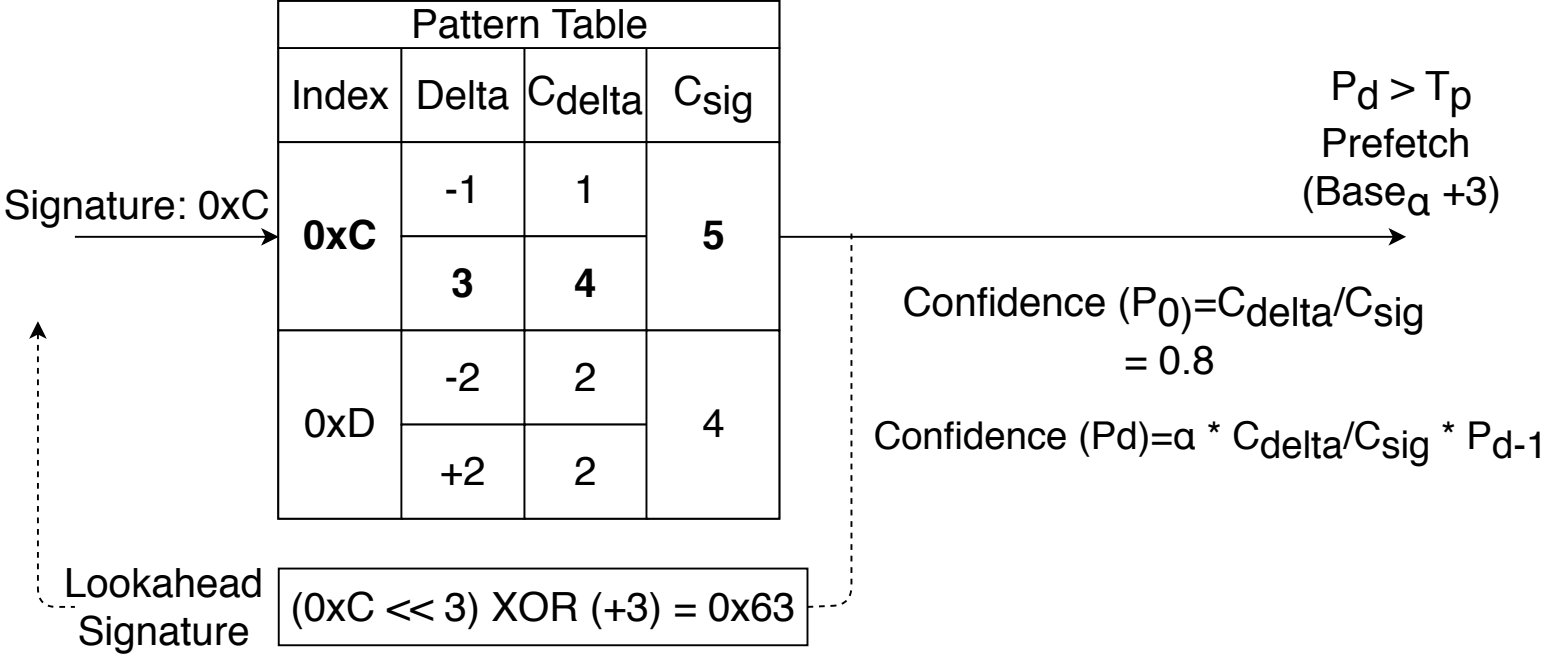 Pattern Table
Index Delta Cdelta Csig
Signature: 0xC
0xC -1 1 5
3 4
0xD -2 2 4
+2 2
Pd > Tp
Prefetch
(Baseα +3)
Confidence (P0)=Cdelta/Csig
= 0.8
Confidence (Pd)=α * Cdelta/Csig * Pd-1
Lookahead
Signature
(0xC << 3) XOR (+3) = 0x63